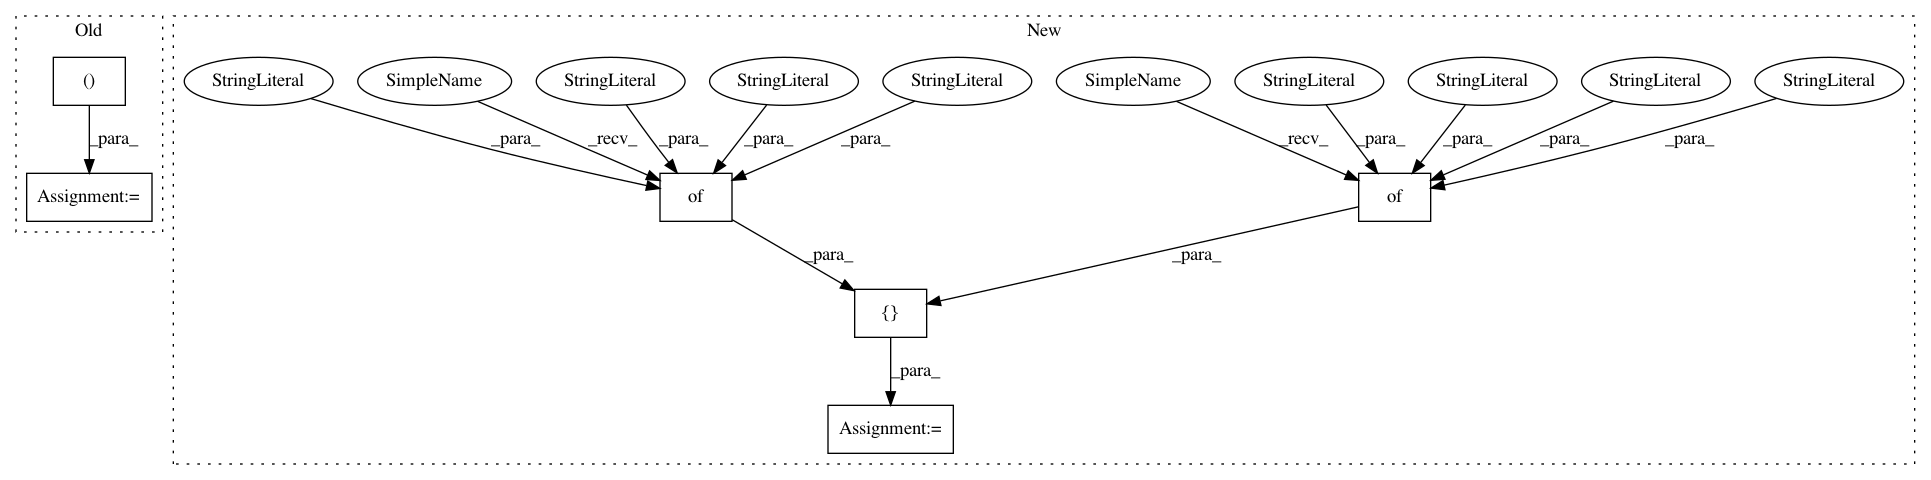 Old
New
()
StringLiteral
SimpleName
StringLiteral
StringLiteral
StringLiteral
SimpleName
StringLiteral
StringLiteral
StringLiteral
StringLiteral
_para_
_para_
_recv_
_para_
_para_
_para_
_recv_
_para_
_para_
_para_
_para_
Assignment:=
of
of
_para_
_para_
{}
_para_
Assignment:=